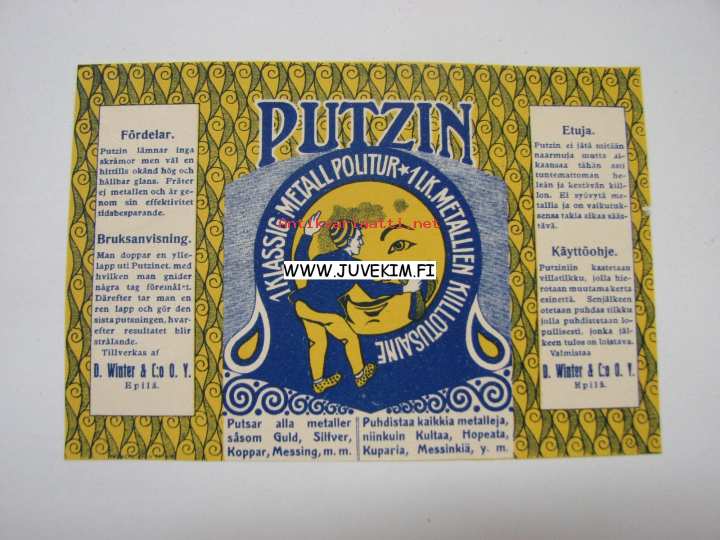 PUTZIN
1 KLASSIG METALL POLITUR ★ 1 LK. METALLIEN KIILLOITUSAINE
Fördelar.
Putzin lämnar inga
skråmor men väl en
hittills okänd hög och
hållbar glans. Fräter
ej metallen och är ge-
nom sin effektivitet
tidsbesparande.
Bruksanvisning.
Man doppar en ylle-
lapp uti Putzinet, med
hvilken man gnider
några tag föremålet.
Därefter tar man en
ren lapp och gör den
sista putsningen, hvar-
efter resultatet blir
strålande.
Tillverkas af
D. Winter & C:o O. Y.
Epilä.
Etuja.
Putzin ei jätä mitään
naarmuja mutta ai-
kaansaa tähän asti
tuntemattoman he-
leän ja kestävän kiil-
lon. Ei syövytä me-
tallia ja on vaikutuk-
sensa takia aikaa sääs-
tävä.
Käyttöohje.
Putziniin kastetaan
villatilkku, jolla hie-
rotaan muutamakerta
esinettä. Senjälkeen
otetaan puhdas tilkku
jolla puhdistetaan lo-
pullisesti, jonka jäl-
keen tulos on loistava.
Valmistaa
D. Winter & C:o O. Y.
Epilä.
Putsar alla metaller
såsom Guld, Silfver,
Koppar, Messing, m. m.
Puhdistaa kaikkia metalleja,
niinkuin Kultaa, Hopeata,
Kuparia, Messinkiä, y. m.
WWW.JUVEKIM.FI